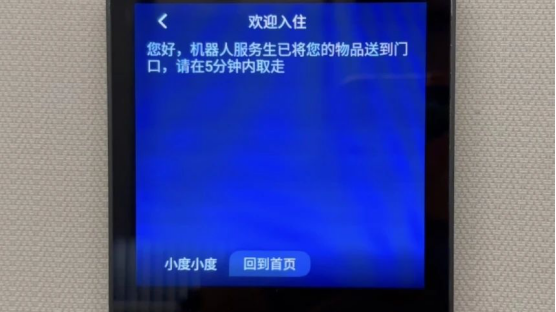 欢迎入住
您好，机器人服务生已将您的物品送到门
口，请在5分钟内取走
小度小度
回到首页